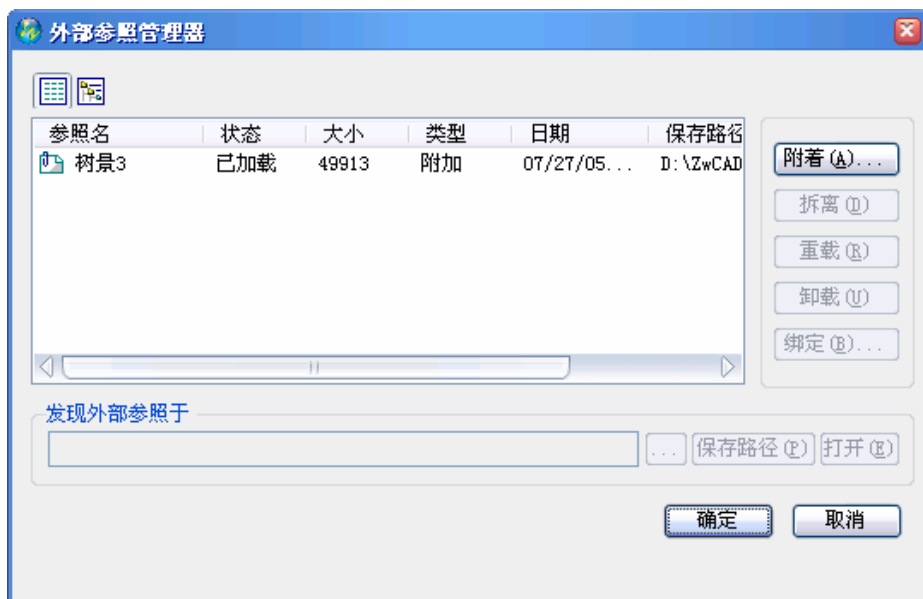 外部参照管理器
参照名 状态 大小 类型 日期 保存路径
树景3 已加载 49913 附加 07/27/05... D:\ZwCAD
附着(A)...
拆离(D)
重载(R)
卸载(U)
绑定(B)...
发现外部参照于
... 保存路径(P) 打开(E)
确定 取消